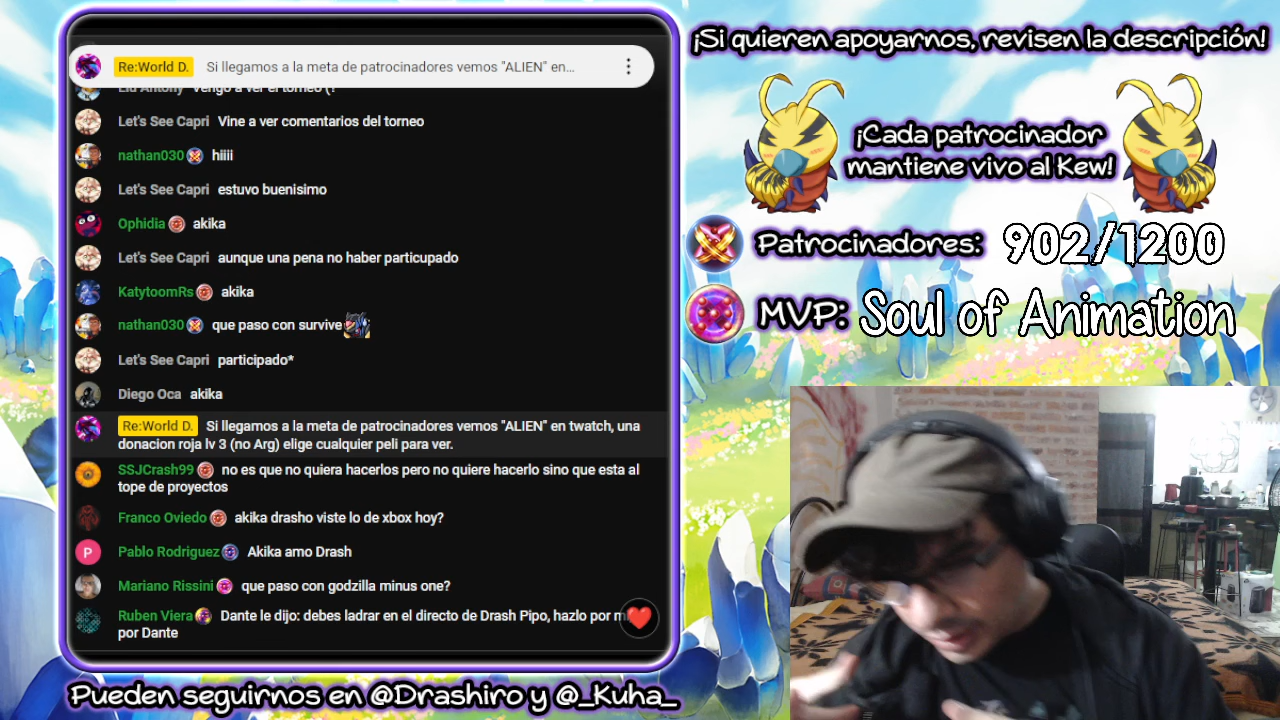 Re:World D. Si llegamos a la meta de patrocinadores vemos "ALIEN" en...
vengo a ver el torneo (?
Let's See Capri Vine a ver comentarios del torneo
nathan030 hiiii
Let's See Capri estuvo buenisimo
Ophidia akika
Let's See Capri aunque una pena no haber particupado
KatytoomRs akika
nathan030 que paso con survive
Let's See Capri participado*
Diego Oca akika
Re:World D. Si llegamos a la meta de patrocinadores vemos "ALIEN" en twatch, una
donacion roja lv 3 (no Arg) elige cualquier peli para ver.
SSJCrash99 no es que no quiera hacerlos pero no quiere hacerlo sino que esta al
tope de proyectos
Franco Oviedo akika drasho viste lo de xbox hoy?
P
Pablo Rodriguez Akika amo Drash
Mariano Rissini que paso con godzilla minus one?
Ruben Viera Dante le dijo: debes ladrar en el directo de Drash Pipo, hazlo por
por Dante
Pueden seguirnos en @Drashiro y @_Kuha_
¡Si quieren apoyarnos, revisen la descripción!
¡Cada patrocinador
mantiene vivo al Kew!
Patrocinadores: 902/1200
MVP: Soul of Animation